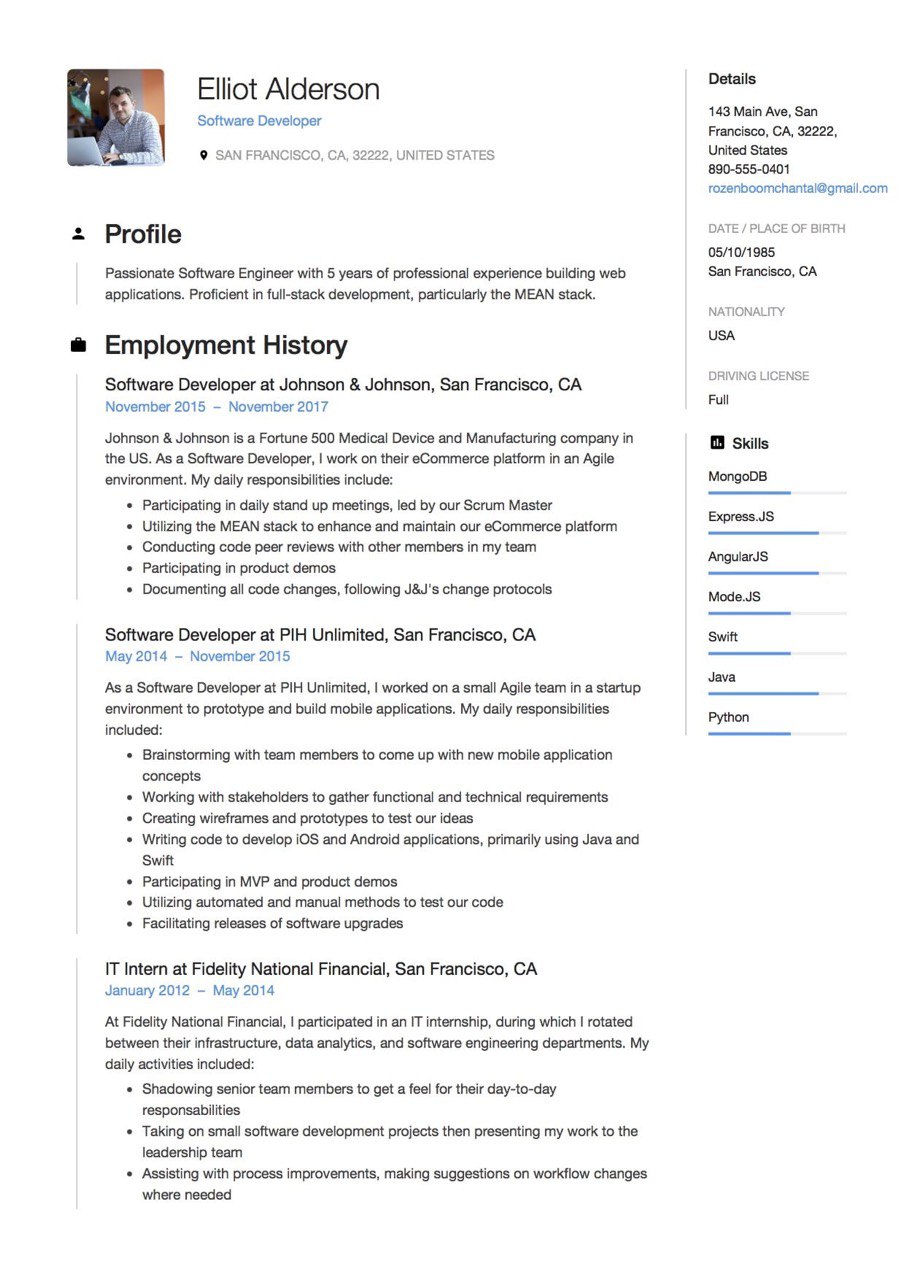 Elliot Alderson
Software Developer
SAN FRANCISCO, CA, 32222, UNITED STATES
Profile
Passionate Software Engineer with 5 years of professional experience building web
applications. Proficient in full-stack development, particularly the MEAN stack.
Employment History
Software Developer at Johnson & Johnson, San Francisco, CA
November 2015 – November 2017
Johnson & Johnson is a Fortune 500 Medical Device and Manufacturing company in
the US. As a Software Developer, I work on their eCommerce platform in an Agile
environment. My daily responsibilities include:
• Participating in daily stand up meetings, led by our Scrum Master
• Utilizing the MEAN stack to enhance and maintain our eCommerce platform
• Conducting code peer reviews with other members in my team
• Participating in product demos
• Documenting all code changes, following J&J's change protocols
Software Developer at PIH Unlimited, San Francisco, CA
May 2014 – November 2015
As a Software Developer at PIH Unlimited, I worked on a small Agile team in a startup
environment to prototype and build mobile applications. My daily responsibilities
included:
• Brainstorming with team members to come up with new mobile application
concepts
• Working with stakeholders to gather functional and technical requirements
• Creating wireframes and prototypes to test our ideas
• Writing code to develop iOS and Android applications, primarily using Java and
Swift
• Participating in MVP and product demos
• Utilizing automated and manual methods to test our code
• Facilitating releases of software upgrades
IT Intern at Fidelity National Financial, San Francisco, CA
January 2012 – May 2014
At Fidelity National Financial, I participated in an IT internship, during which I rotated
between their infrastructure, data analytics, and software engineering departments. My
daily activities included:
• Shadowing senior team members to get a feel for their day-to-day
responsabilities
• Taking on small software development projects then presenting my work to the
leadership team
• Assisting with process improvements, making suggestions on workflow changes
where needed
Details
143 Main Ave, San
Francisco, CA, 32222,
United States
890-555-0401
rozenboomchantal@gmail.com
DATE / PLACE OF BIRTH
05/10/1985
San Francisco, CA
NATIONALITY
USA
DRIVING LICENSE
Full
Skills
MongoDB
Express.JS
AngularJS
Mode.JS
Swift
Java
Python